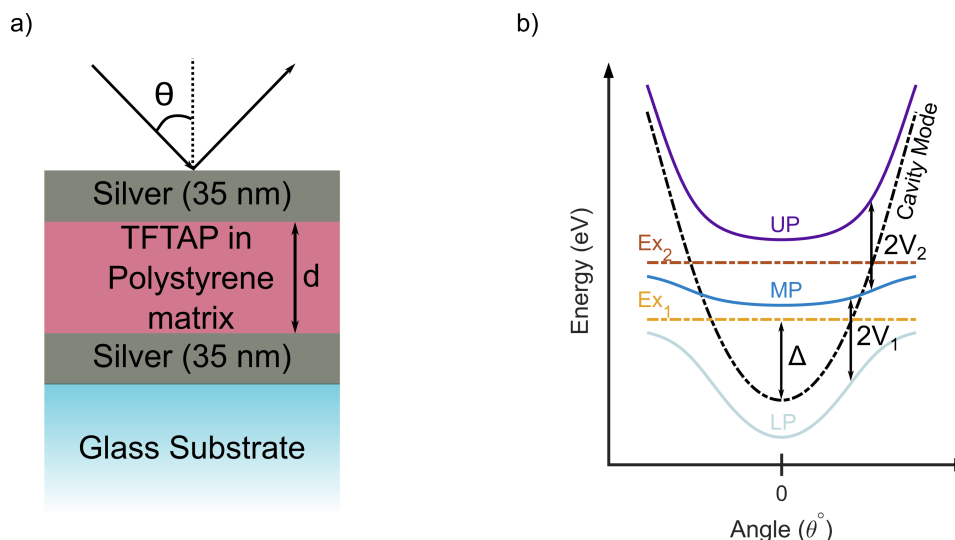 a)
θ
Silver (35 nm)
TFTAP in
Polystyrene
matrix
d
Silver (35 nm)
Glass Substrate
b)
Energy (eV)
Cavity Mode
UP
Ex₂
2V₂
MP
Ex₁
2V₁
Δ
LP
0
Angle (θ°)